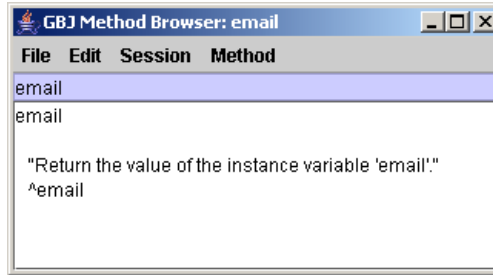 GBJ Method Browser: email
File Edit Session Method
email
email
"Return the value of the instance variable 'email'."
^email